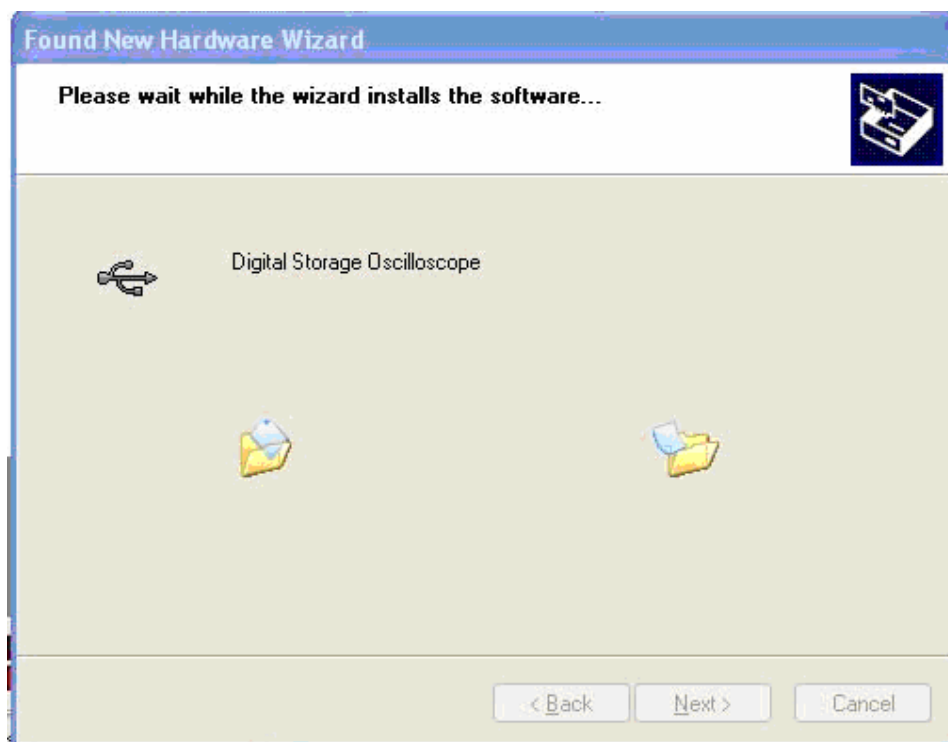 Found New Hardware Wizard
Please wait while the wizard installs the software...
Digital Storage Oscilloscope
< Back
Next >
Cancel